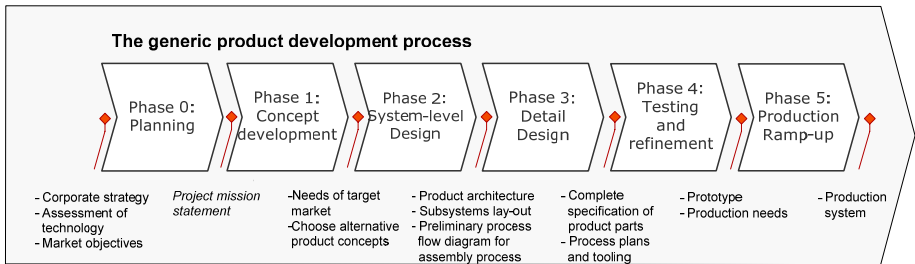 The generic product development process
Phase 0:
Planning
Phase 1:
Concept
development
Phase 2:
System-level
Design
Phase 3:
Detail
Design
Phase 4:
Testing
and
refinement
Phase 5:
Production
Ramp-up
- Corporate strategy
- Assessment of
technology
- Market objectives
Project mission
statement
- Needs of target
market
- Choose alternative
product concepts
- Product architecture
- Subsystems lay-out
- Preliminary process
flow diagram for
assembly process
- Complete
specification of
product parts
- Process plans
and tooling
- Prototype
- Production needs
- Production
system